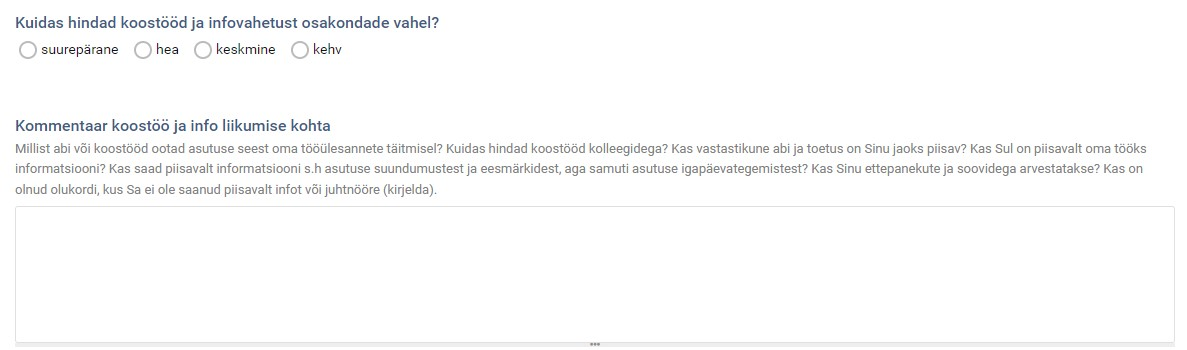 Kuidas hindad koostööd ja infovahetust osakondade vahel?
suurepärane hea keskmine kehv
Kommentaar koostöö ja info liikumise kohta
Millist abi või koostööd ootad asutuse seest oma tööülesannete täitmisel? Kuidas hindad koostööd kolleegidega? Kas vastastikune abi ja toetus on Sinu jaoks piisav? Kas Sul on piisavalt oma tööks
informatsiooni? Kas saad piisavalt informatsiooni s.h asutuse suundumustest ja eesmärkidest, aga samuti asutuse igapäevategemistest? Kas Sinu ettepanekute ja soovidega arvestatakse? Kas on
olnud olukordi, kus Sa ei ole saanud piisavalt infot või juhtnööre (kirjelda).